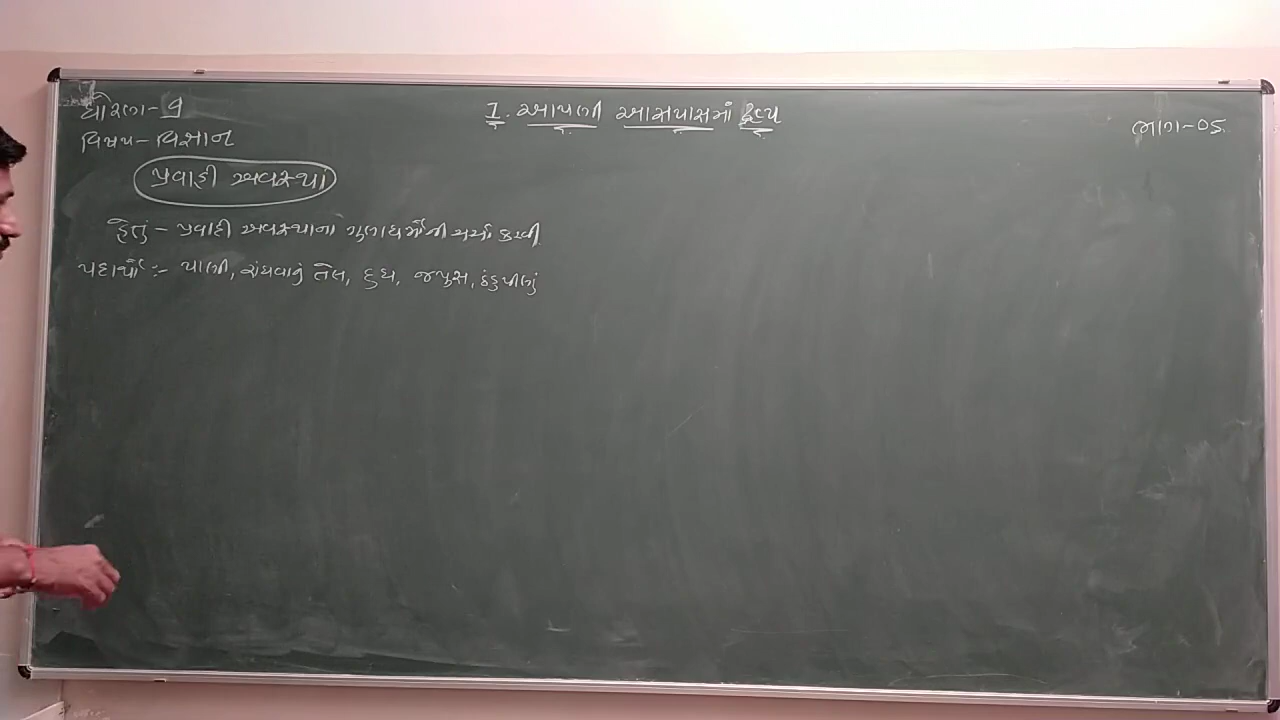 ધોરણ - 9
1. આપણી આસપાસમાં દ્રવ્ય
ભાગ - 05
વિષય - વિજ્ઞાન
પ્રવાહી અવસ્થા
હેતું - પ્રવાહી અવસ્થાના ગુણધર્મોની ચર્ચા કરવી
પદાર્થો :- પાણી, રાંધવાનું તેલ, દુધ, જ્યુસ, ઠંડુપીણું